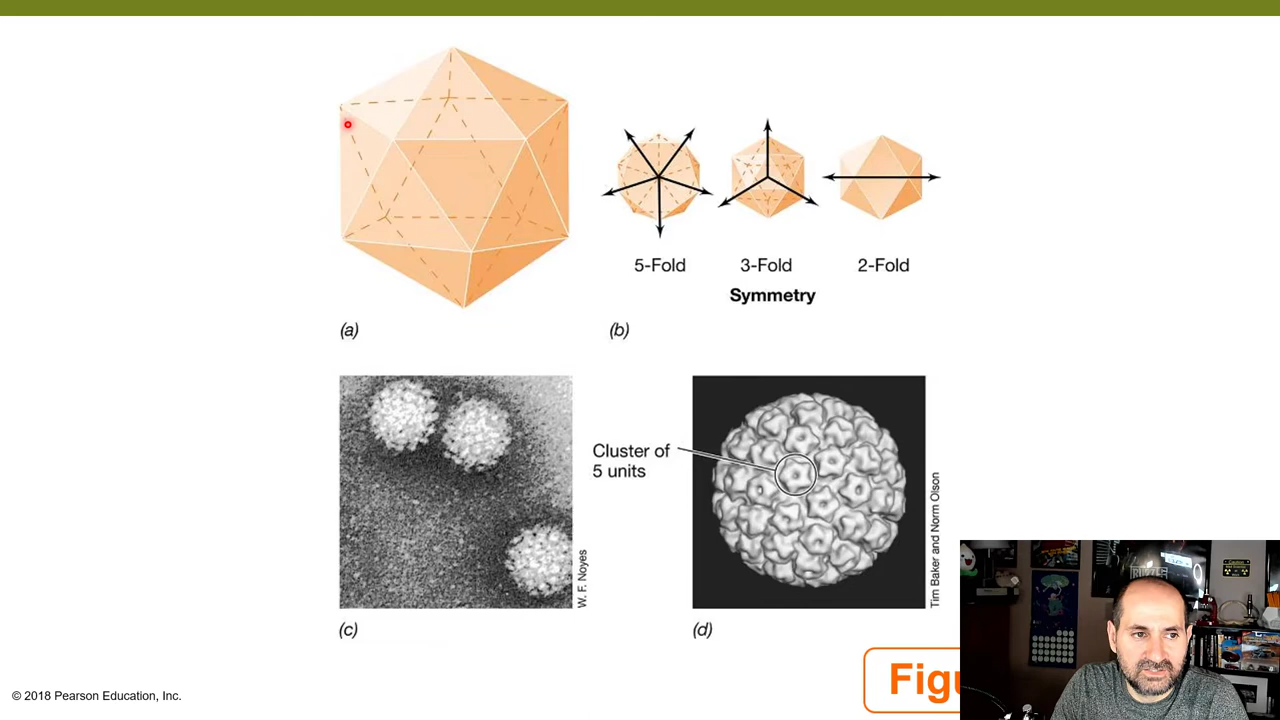 5-Fold
3-Fold
2-Fold
Symmetry
(a)
(b)
Cluster of
5 units
W. F. Noyes
Tim Baker and Norm Olson
(c)
(d)
© 2018 Pearson Education, Inc.